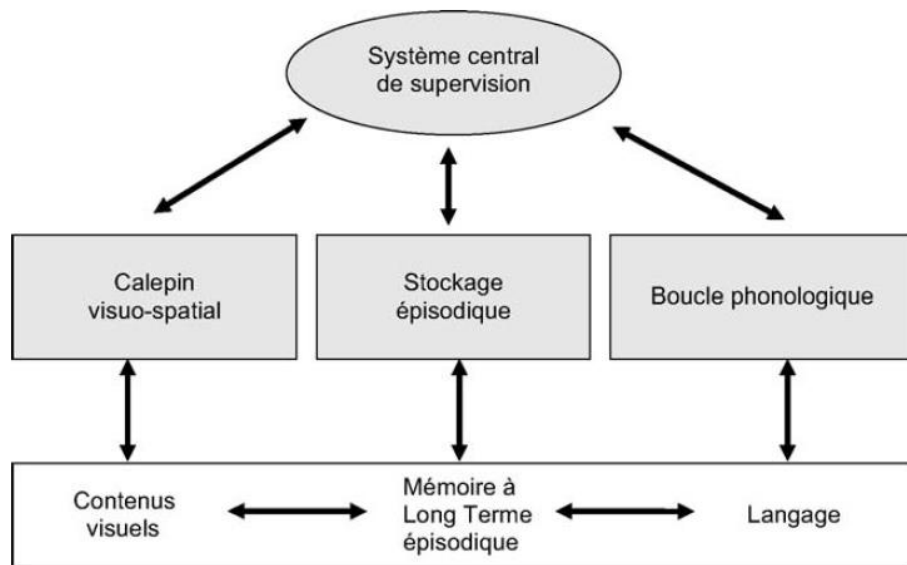 Système central
de supervision
Calepin
visuo-spatial
Stockage
épisodique
Boucle phonologique
Contenus
visuels
Mémoire à
Long Terme
épisodique
Langage